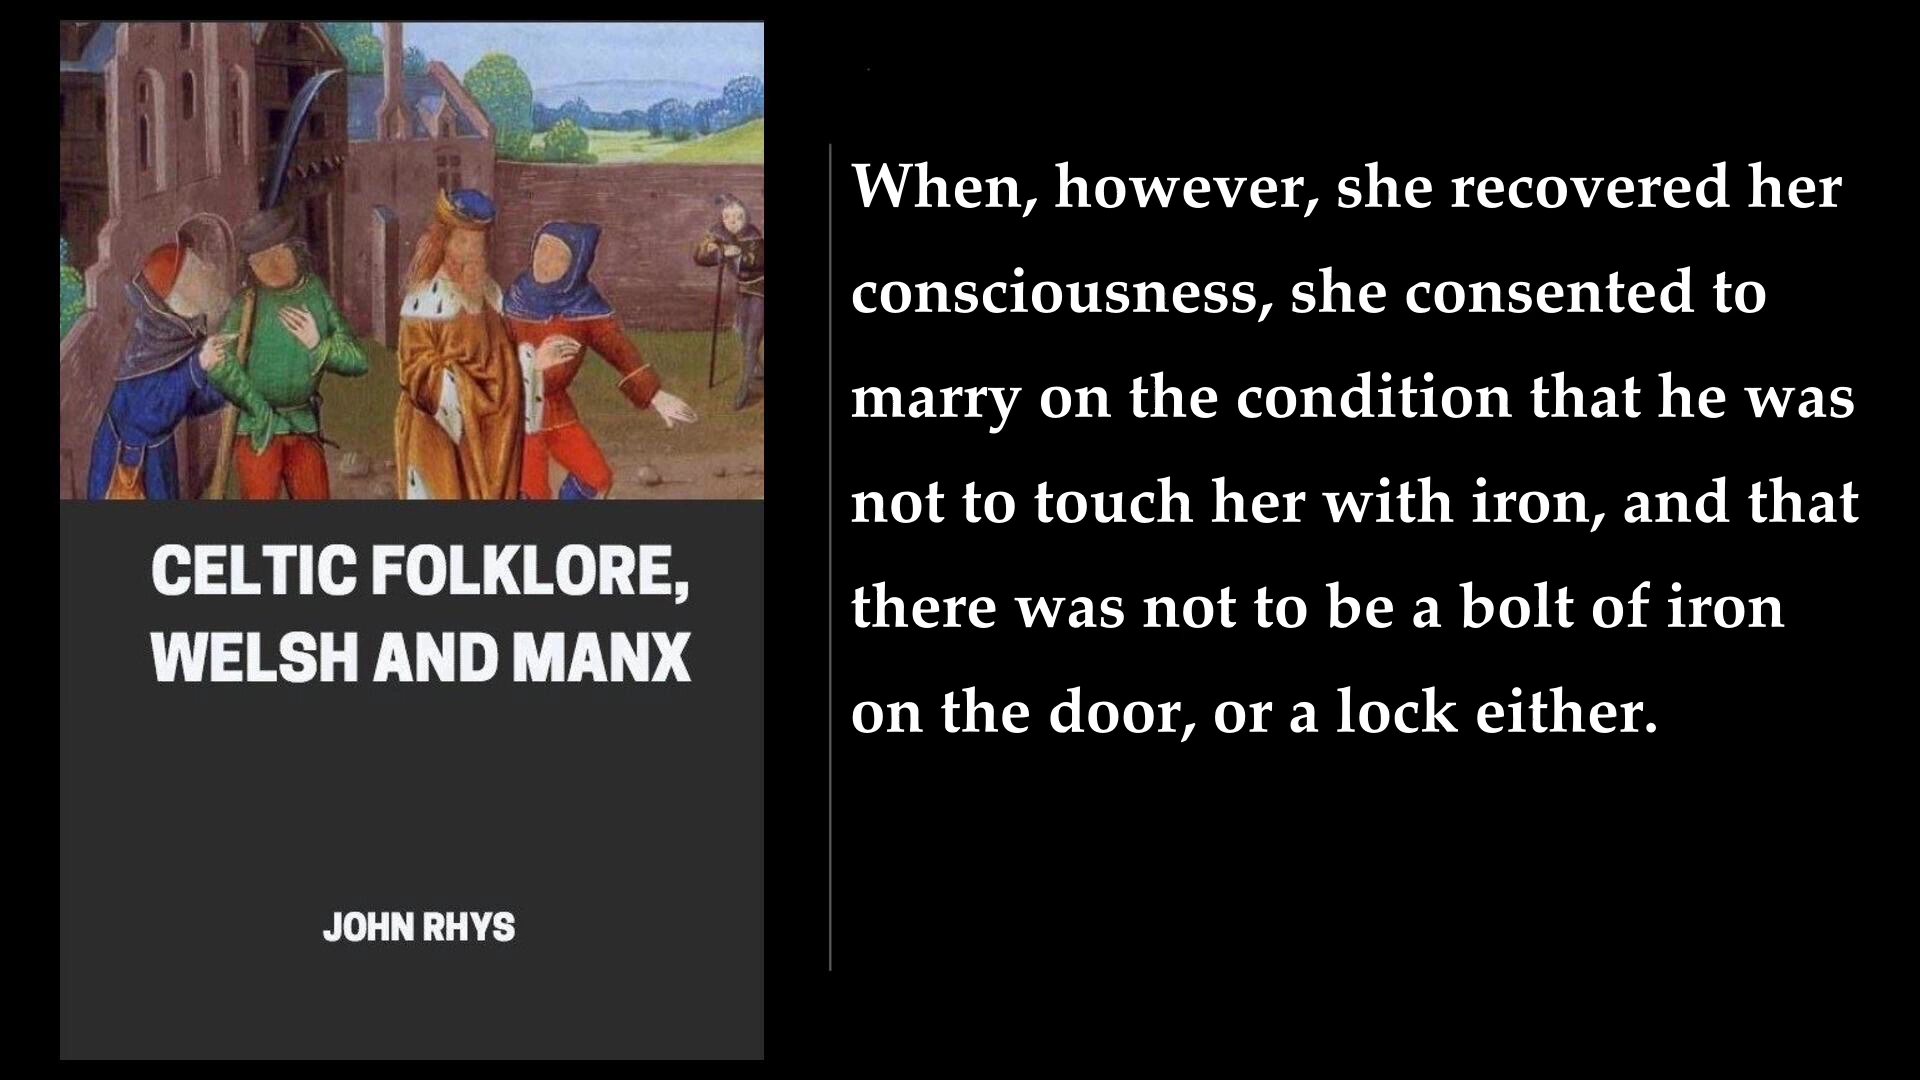 CELTIC FOLKLORE,
WELSH AND MANX
JOHN RHYS
When, however, she recovered her
consciousness, she consented to
marry on the condition that he was
not to touch her with iron, and that
there was not to be a bolt of iron
on the door, or a lock either.